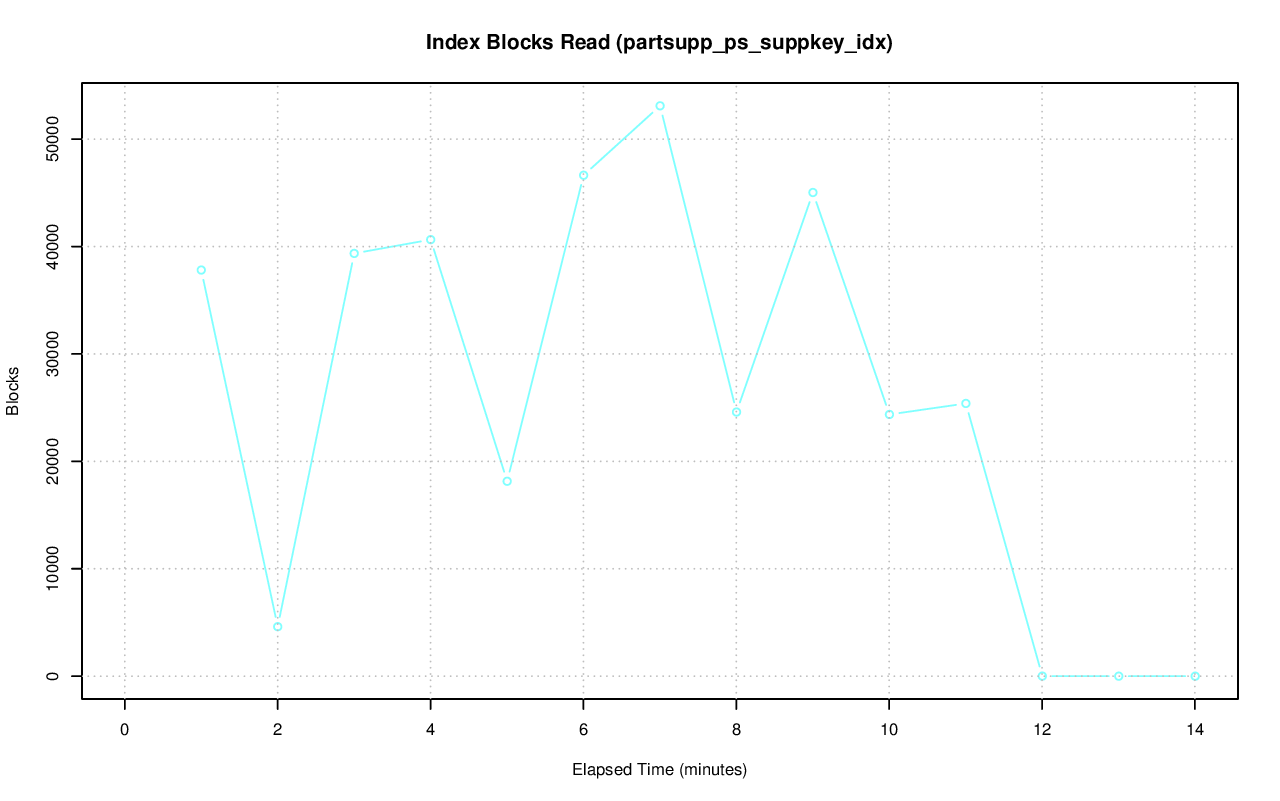 Index Blocks Read (partsupp_ps_suppkey_idx)
50000
40000
30000
20000
10000
0
Blocks
0 2 4 6 8 10 12 14
Elapsed Time (minutes)